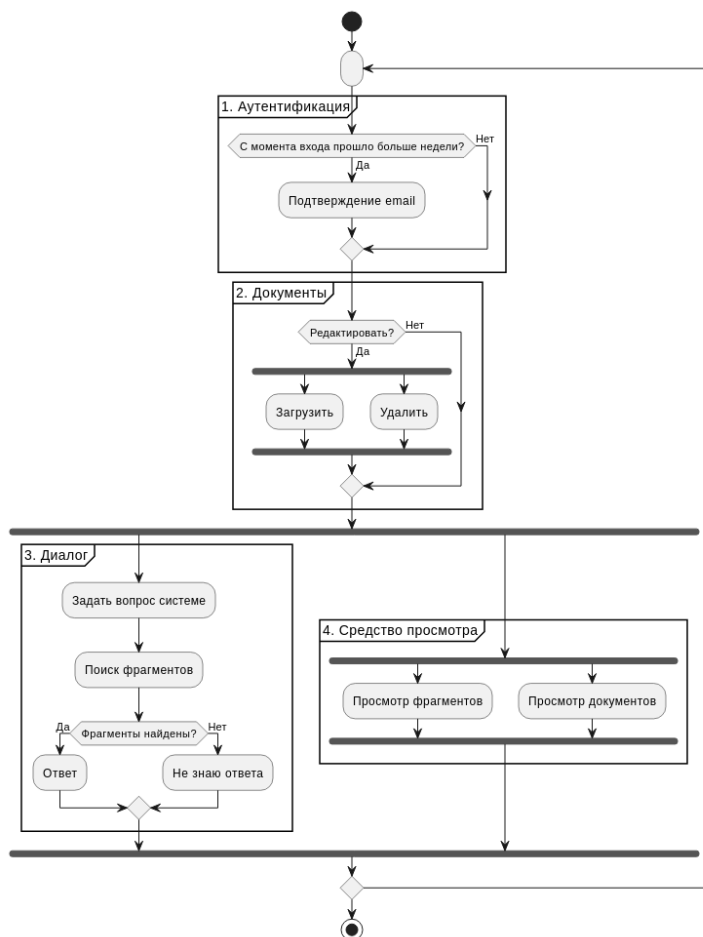 1. Аутентификация
С момента входа прошло больше недели?
Нет
Да
Подтверждение email
2. Документы
Редактировать?
Нет
Да
Загрузить
Удалить
3. Диалог
Задать вопрос системе
Поиск фрагментов
Фрагменты найдены?
Да
Нет
Ответ
Не знаю ответа
4. Средство просмотра
Просмотр фрагментов
Просмотр документов